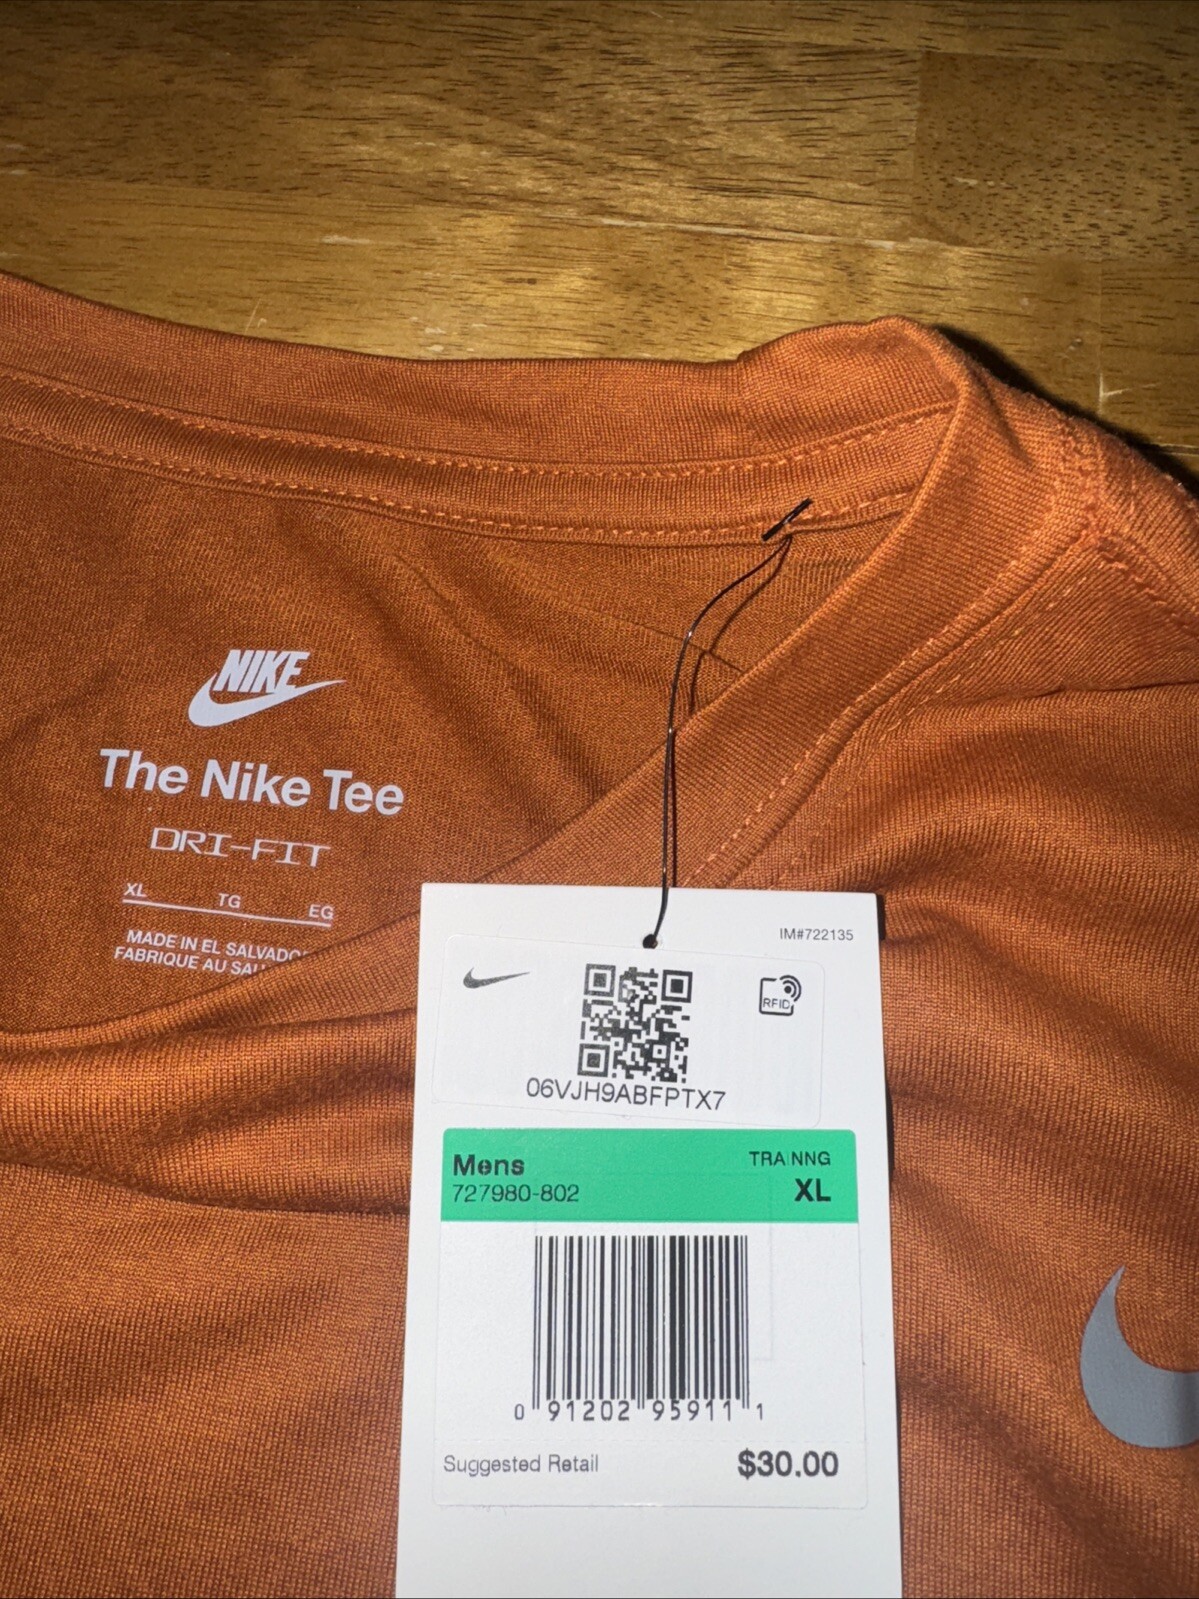 NIKE
The Nike Tee
DRI-FIT
XL TG EG
MADE IN EL SALVADO
FABRIQUE AU SAL
IM#722135
RFID
06VJH9ABFPTX7
Mens
TRAINNG
727980-802
XL
0 91202 95911 1
Suggested Retail $30.00